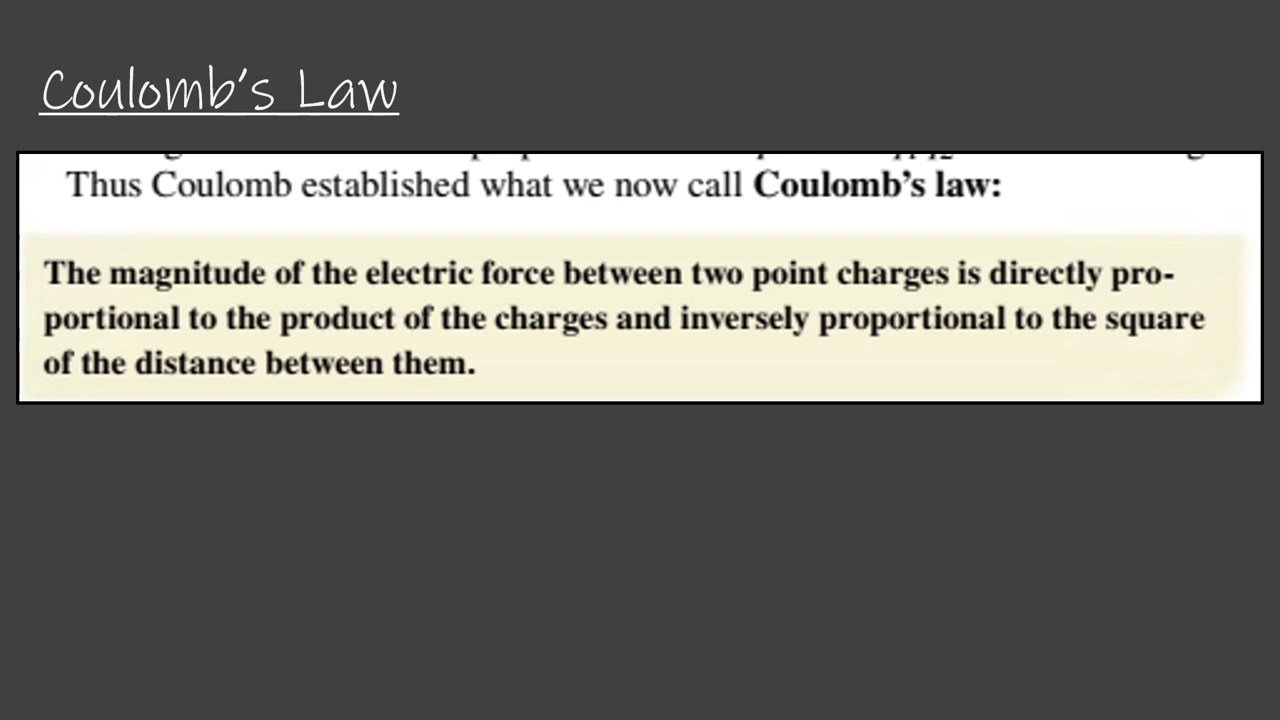 Coulomb's Law
Thus Coulomb established what we now call Coulomb's law:
The magnitude of the electric force between two point charges is directly pro-
portional to the product of the charges and inversely proportional to the square
of the distance between them.